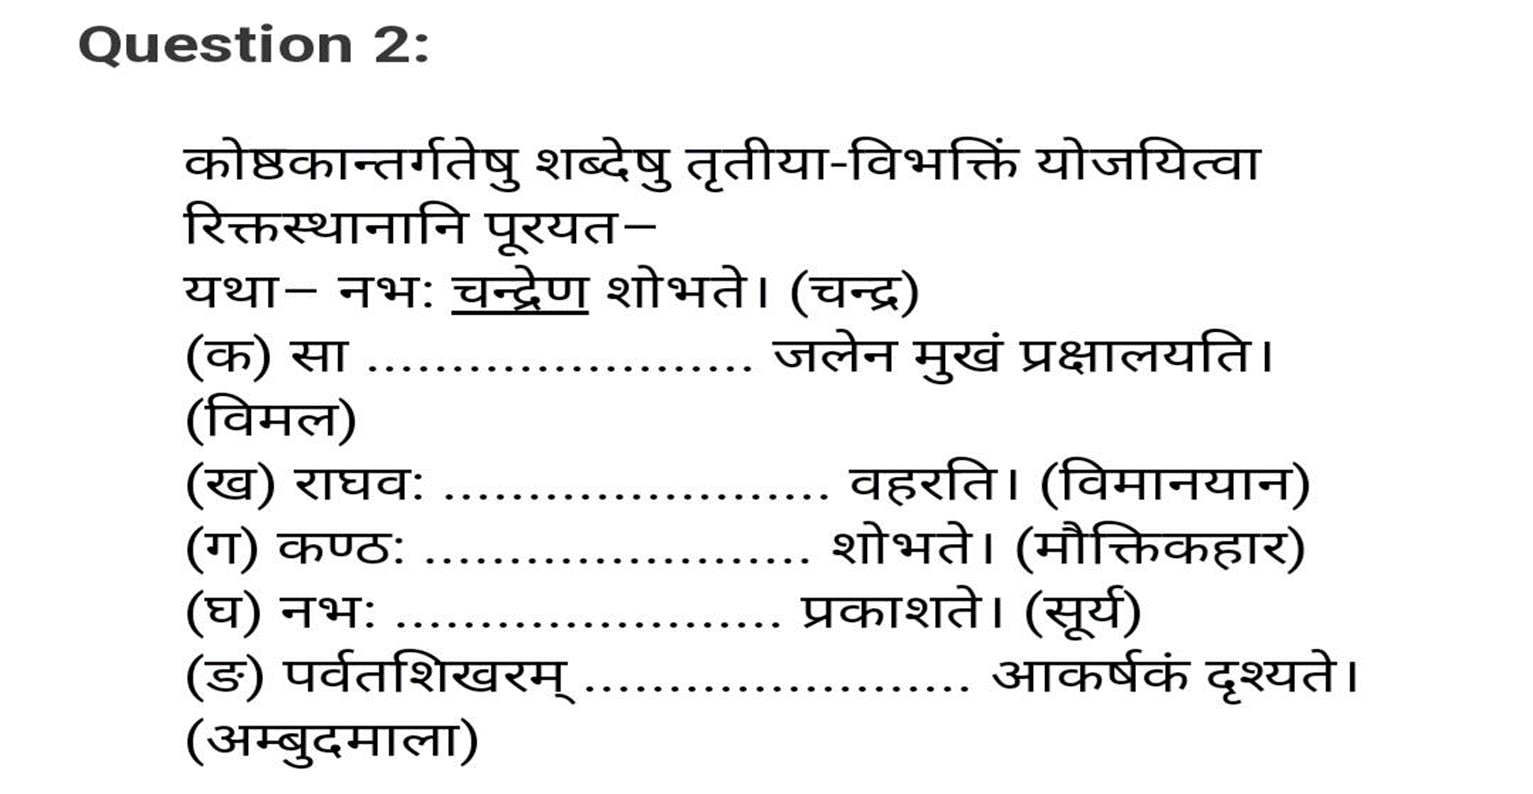 Question 2:
कोष्ठकान्तर्गतेषु शब्देषु तृतीया-विभक्तिं योजयित्वा
रिक्तस्थानानि पूरयत–
यथा– नभ: चन्द्रेण शोभते। (चन्द्र)
(क) सा ....................... जलेन मुखं प्रक्षालयति।
(विमल)
(ख) राघव: ....................... वहरति। (विमानयान)
(ग) कण्ठ: ....................... शोभते। (मौक्तिकहार)
(घ) नभ: ....................... प्रकाशते। (सूर्य)
(ङ) पर्वतशिखरम् ....................... आकर्षकं दृश्यते।
(अम्बुदमाला)